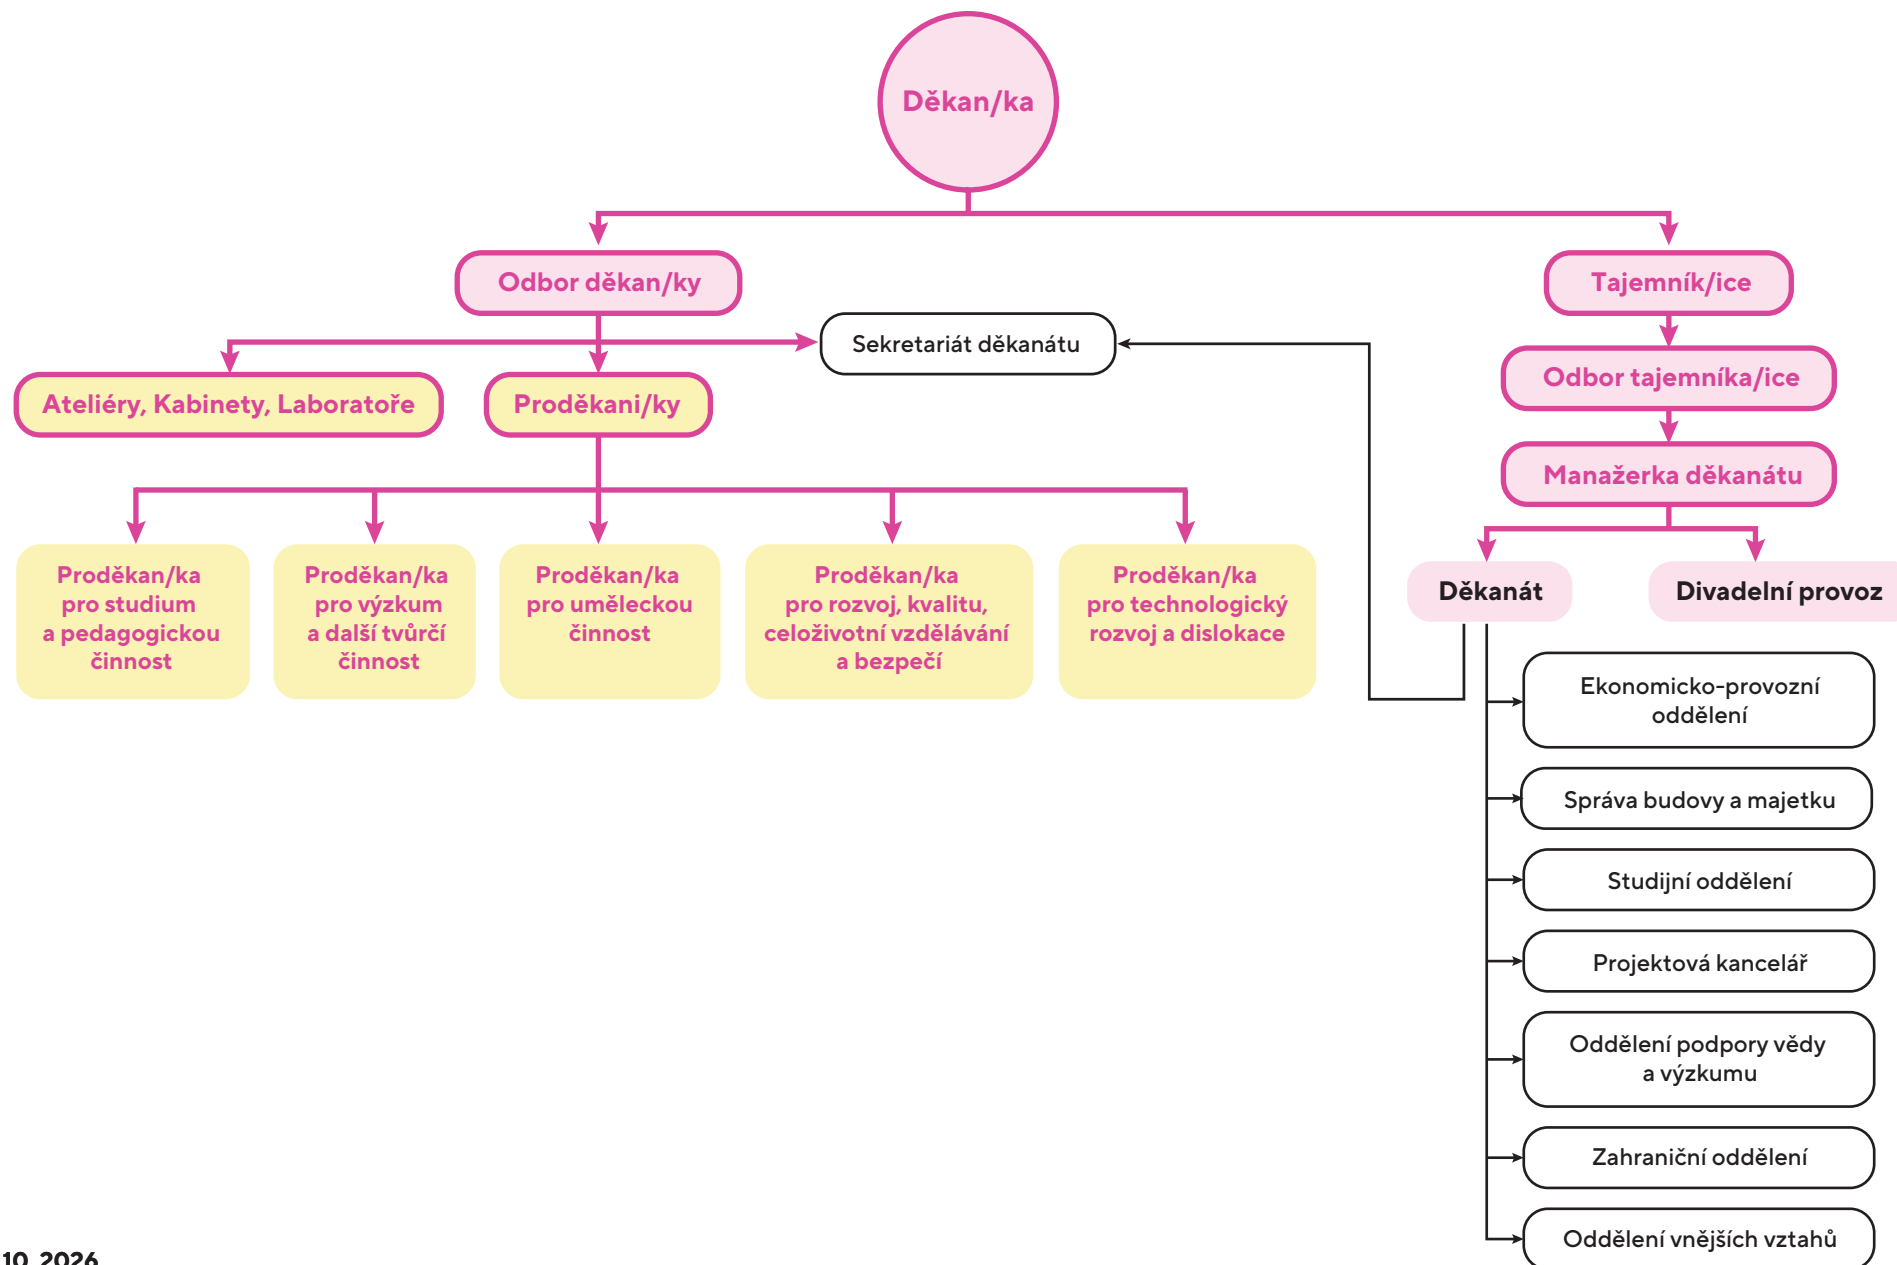 Děkan/ka
Odbor děkan/ky
Tajemník/ice
Sekretariát děkanátu
Odbor tajemníka/ice
Ateliéry, Kabinety, Laboratoře
Proděkani/ky
Manažerka děkanátu
Proděkan/ka
pro studium
a pedagogickou
činnost
Proděkan/ka
pro výzkum
a další tvůrčí
činnost
Proděkan/ka
pro uměleckou
činnost
Proděkan/ka
pro rozvoj, kvalitu,
celoživotní vzdělávání
a bezpečí
Proděkan/ka
pro technologický
rozvoj a dislokace
Děkanát
Divadelní provoz
Ekonomicko-provozní
oddělení
Správa budovy a majetku
Studijní oddělení
Projektová kancelář
Oddělení podpory vědy
a výzkumu
Zahraniční oddělení
Oddělení vnějších vztahů
10. 2026